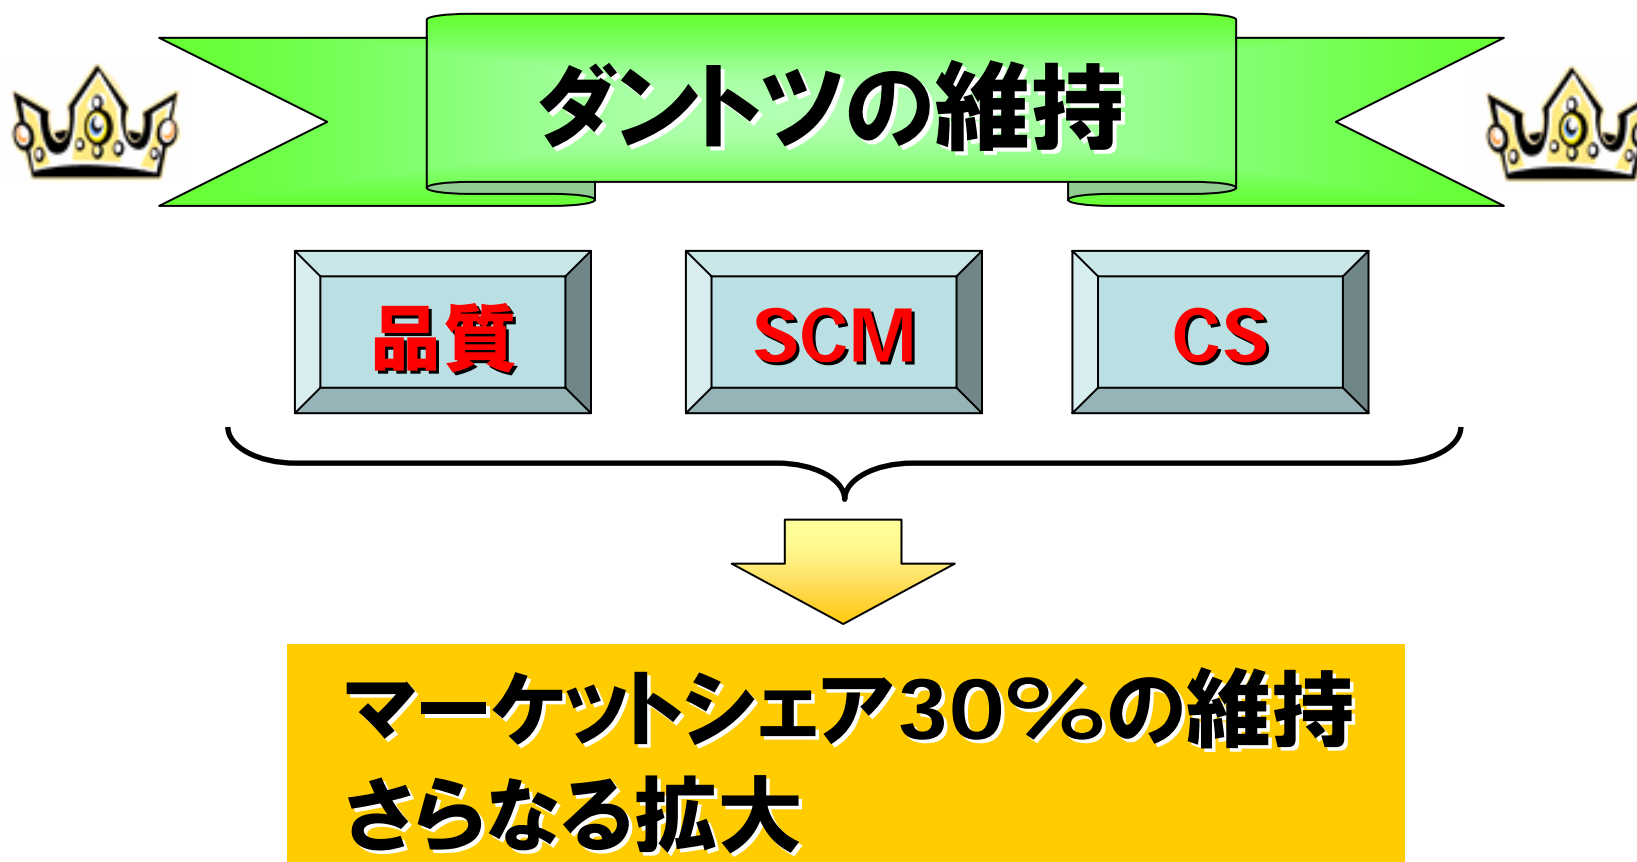 ダントツの維持
品質
SCM
CS
マーケットシェア30%の維持
さらなる拡大